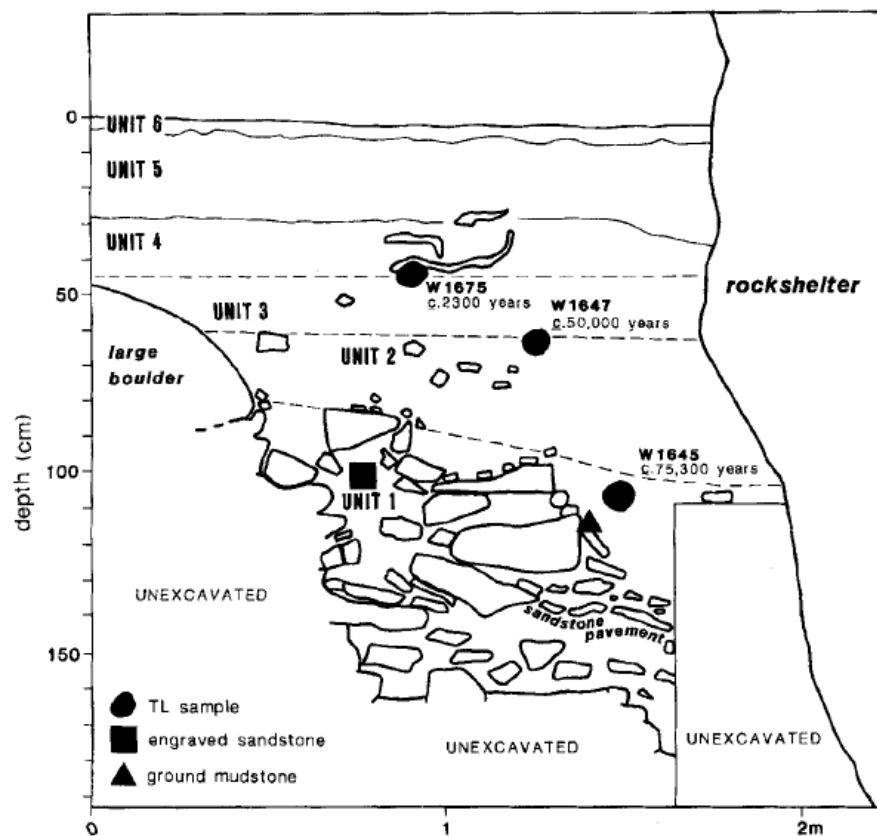 0
UNIT 6
UNIT 5
UNIT 4
50
W1675
c.2300 years
W1647
c.50,000 years
rockshelter
UNIT 3
UNIT 2
large
boulder
depth (cm)
100
W1645
c.75,300 years
UNIT 1
UNEXCAVATED
sandstone
pavement
150
TL sample
engraved sandstone
ground mudstone
UNEXCAVATED
UNEXCAVATED
0
1
2m